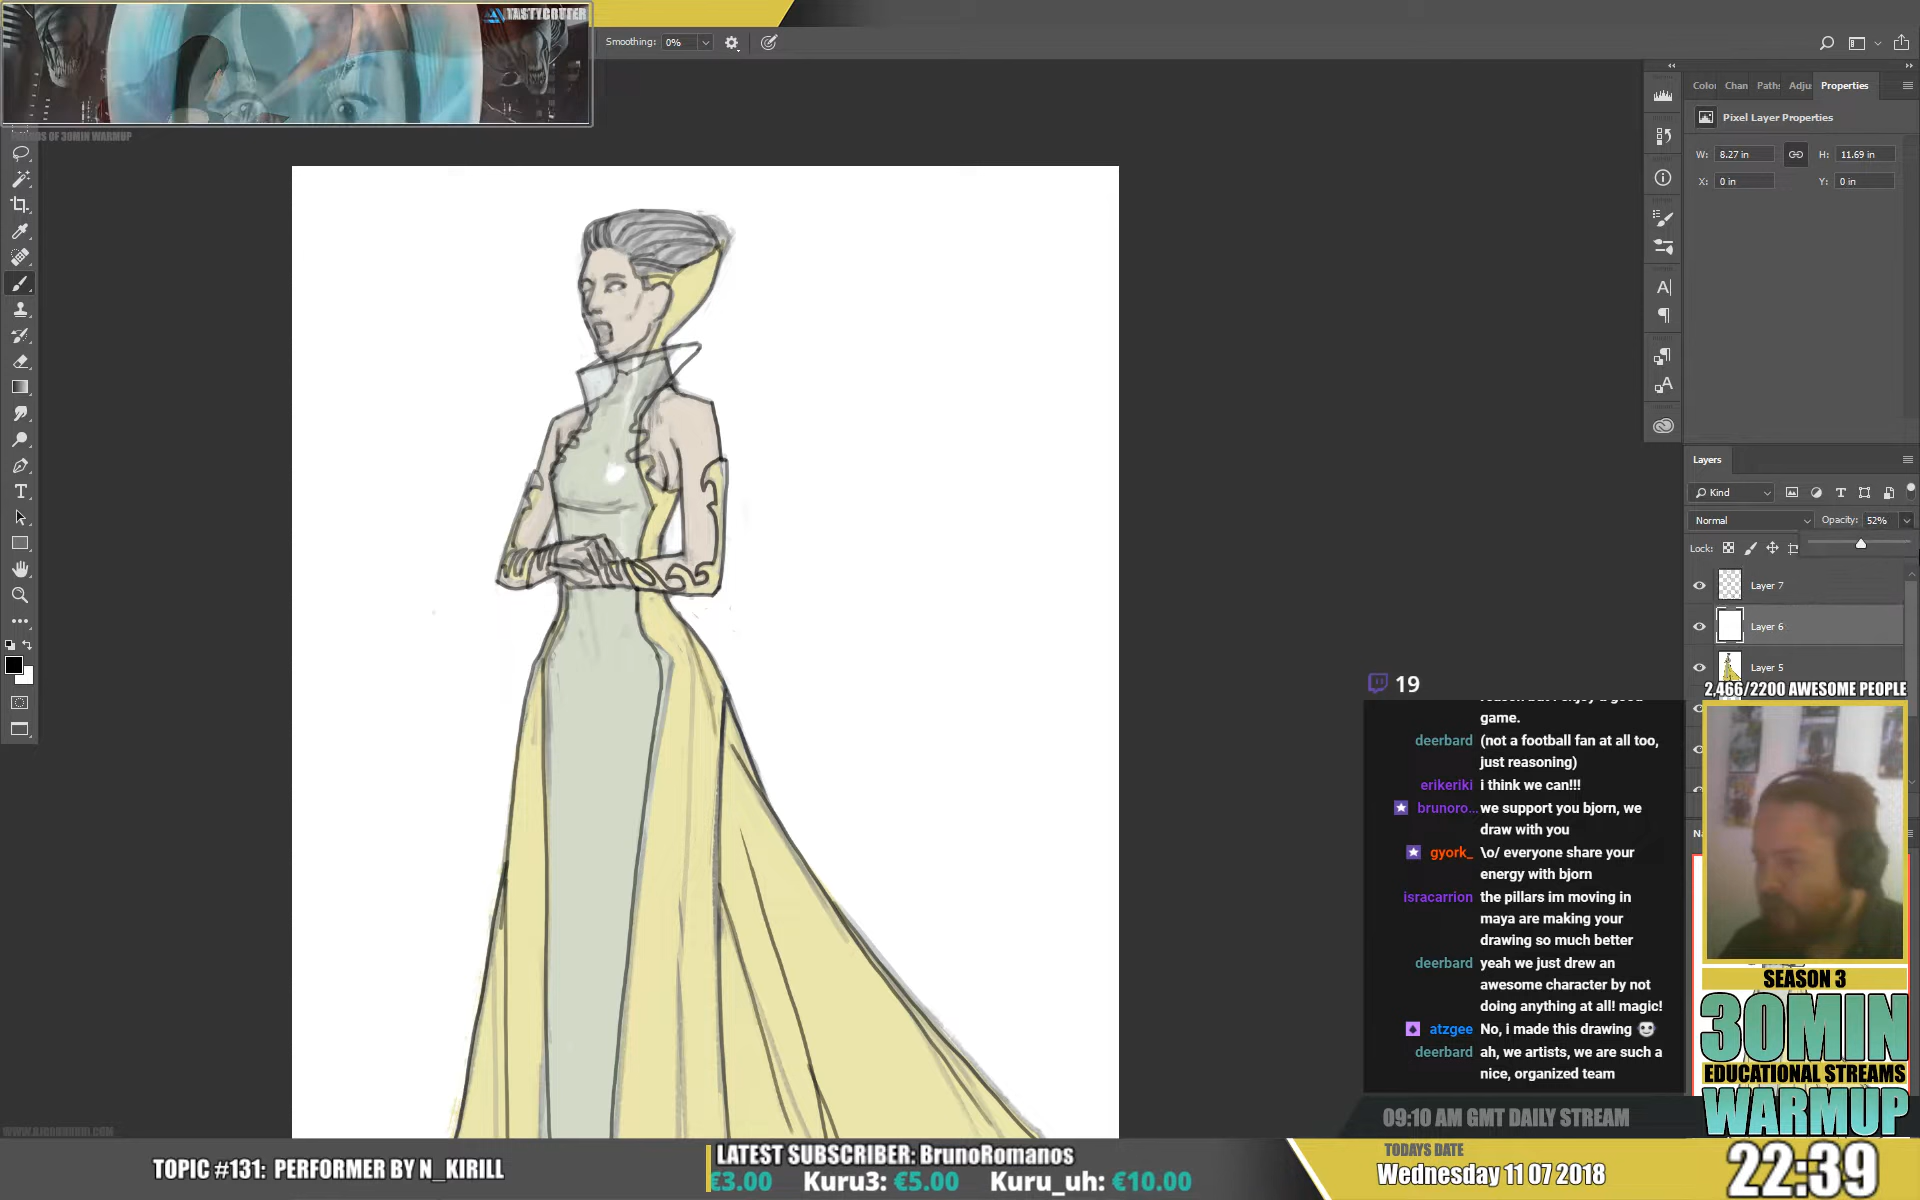 TASTYCOTTER
Smoothing: 0%
OF 30MIN WARMUP
Chan Path Adju Properties
Pixel Layer Properties
W: 8.27 in H: 11.69 in
X: 0 in Y: 0 in
Layers
Kind
Normal Opacity: 52%
Lock:
Layer 7
Layer 6
Layer 5
2,466/2200 AWESOME PEOPLE
19
game.
deerbard (not a football fan at all too,
just reasoning)
erikeriki i think we can!!!
brunoro... we support you bjorn, we
draw with you
gyork_ \o/ everyone share your
energy with bjorn
isracarrion the pillars im moving in
maya are making your
drawing so much better
deerbard yeah we just drew an
awesome character by not
doing anything at all! magic!
atzgee No, i made this drawing
deerbard ah, we artists, we are such a
nice, organized team
SEASON 3
30MIN
EDUCATIONAL STREAMS
WARMUP
09:10 AM GMT DAILY STREAM
TOPIC #131: PERFORMER BY N_KIRILL
LATEST SUBSCRIBER: BrunoRomanos
€3.00 Kuru3: €5.00 Kuru_uh: €10.00
TODAYS DATE
Wednesday 11 07 2018
22:39